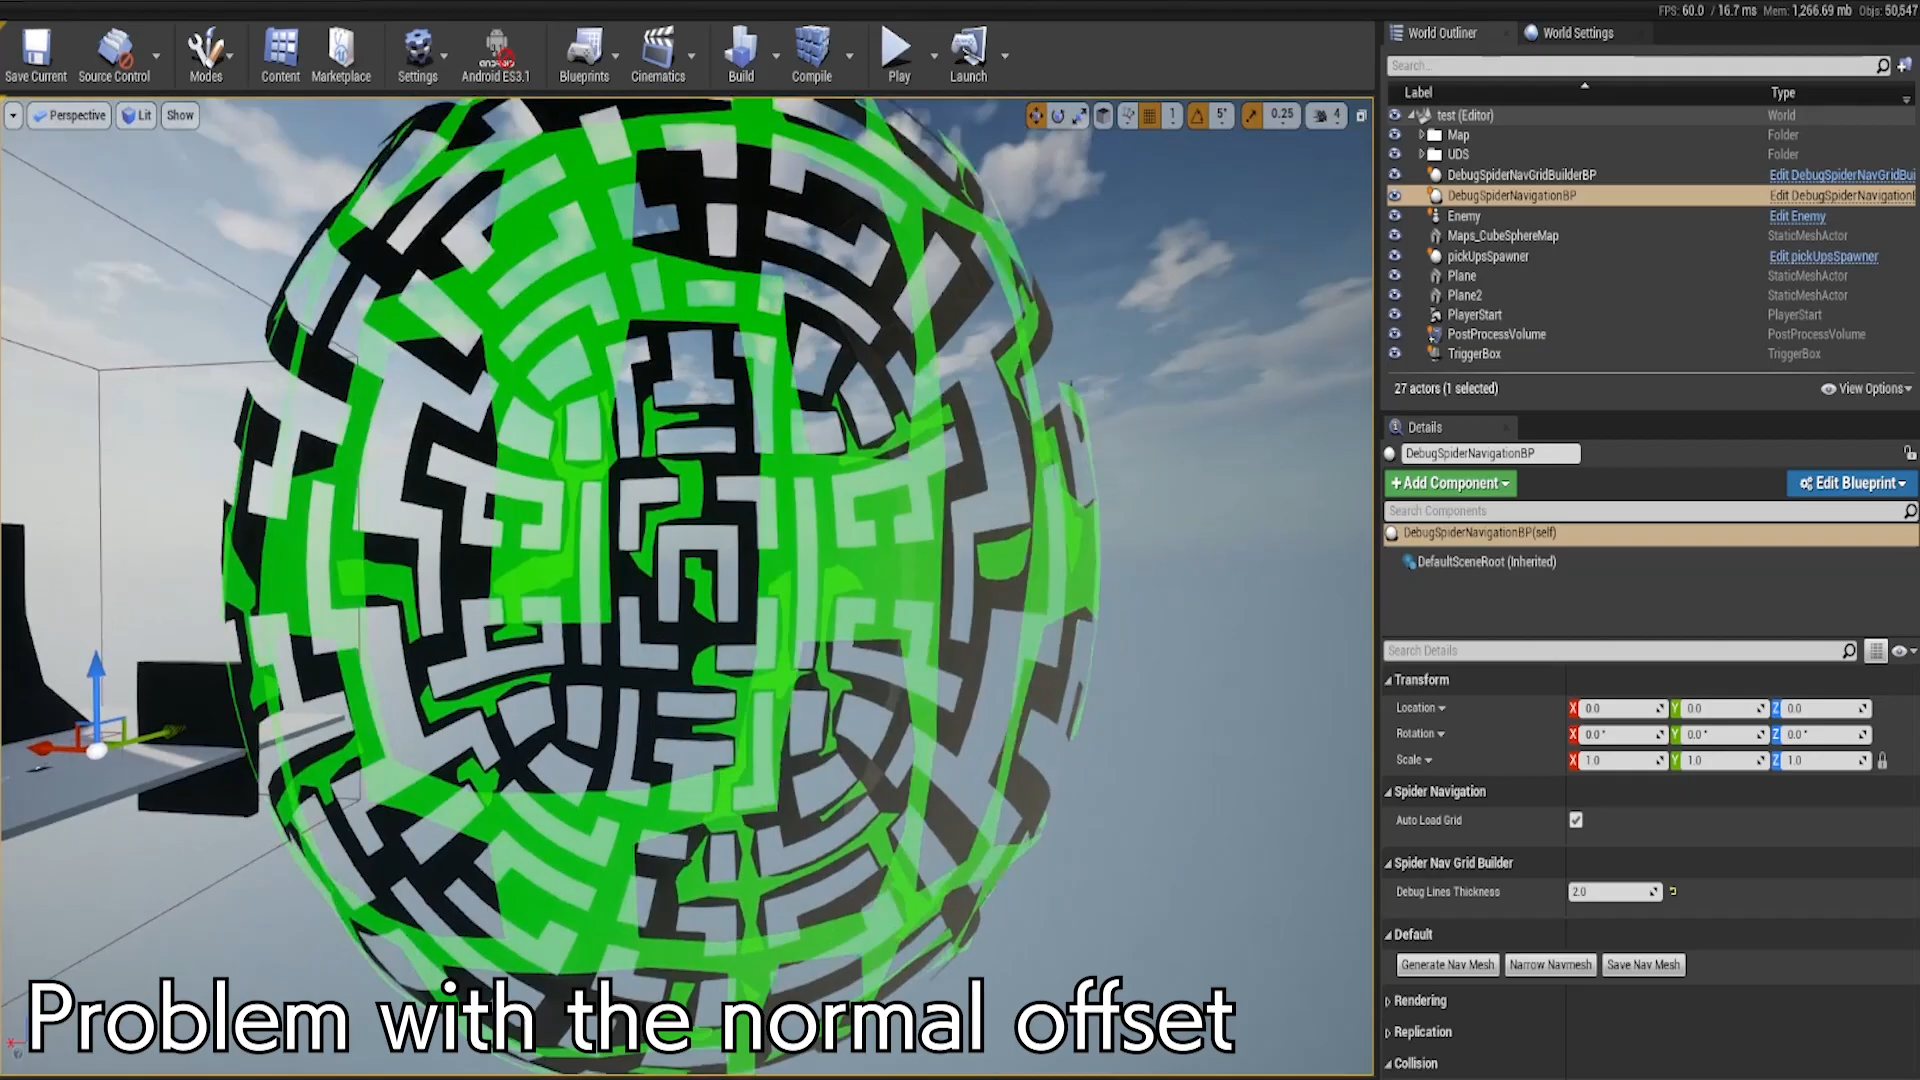 FPS: 60.0 / 16.7 ms Mem: 1,266.69 mb Objs: 50,547
Save Current
Source Control
Modes
Content
Marketplace
Settings
Android ES3.1
Blueprints
Cinematics
Build
Compile
Play
Launch
Perspective
Lit
Show
1
5°
0.25
4
World Outliner
World Settings
Search...
Label
Type
test (Editor)
World
Map
Folder
UDS
Folder
DebugSpiderNavGridBuilderBP
Edit DebugSpiderNavGridBui
DebugSpiderNavigationBP
Edit DebugSpiderNavigation
Enemy
Edit Enemy
Maps_CubeSphereMap
StaticMeshActor
pickUpsSpawner
Edit pickUpsSpawner
Plane
StaticMeshActor
Plane2
StaticMeshActor
PlayerStart
PlayerStart
PostProcessVolume
PostProcessVolume
TriggerBox
TriggerBox
27 actors (1 selected)
View Options
Details
DebugSpiderNavigationBP
+Add Component
Edit Blueprint
Search Components
DebugSpiderNavigationBP(self)
DefaultSceneRoot (Inherited)
Search Details
Transform
Location
X 0.0 Y 0.0 Z 0.0
Rotation
X 0.0° Y 0.0° Z 0.0°
Scale
X 1.0 Y 1.0 Z 1.0
Spider Navigation
Auto Load Grid
Spider Nav Grid Builder
Debug Lines Thickness
2.0
Default
Generate Nav Mesh
Narrow Navmesh
Save Nav Mesh
Rendering
Replication
Collision
Problem with the normal offset